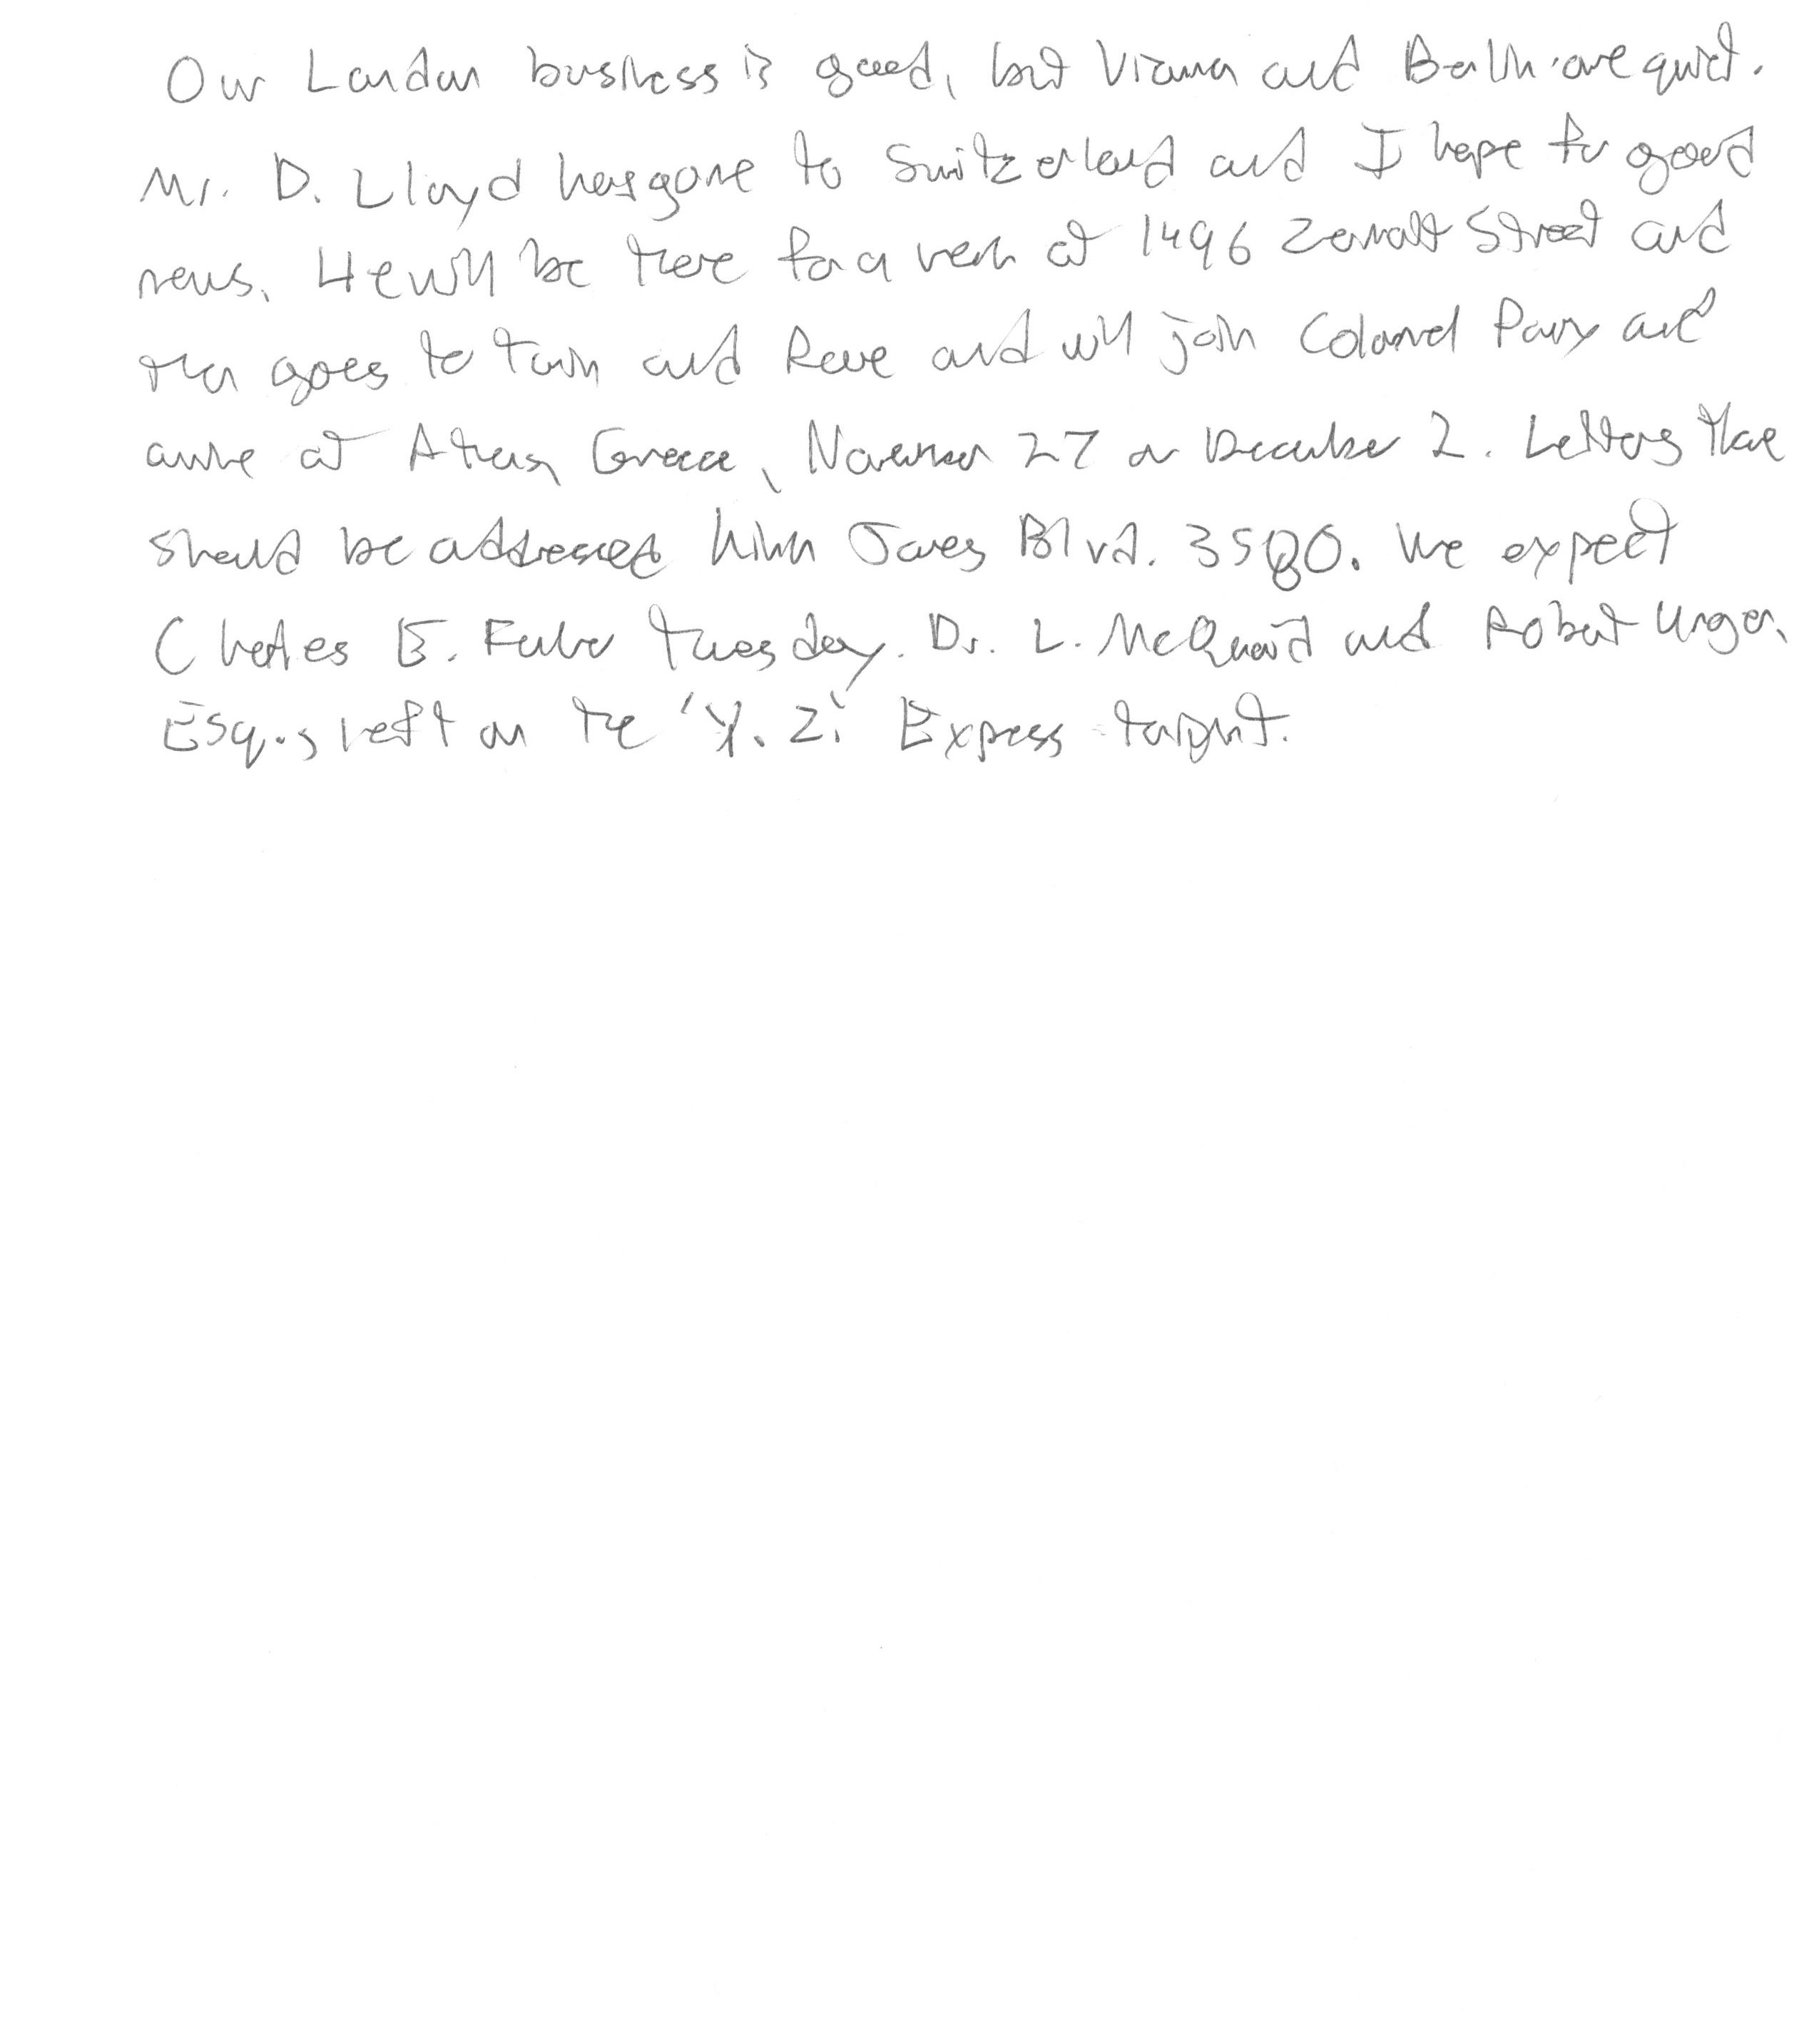 Our London business is good, but Vienna and Berlin are quiet.
Mr. D. Lloyd has gone to Switzerland and I hope for good
news. He will be there for a week at 1496 Zermatt Street and
then goes to Turin and Rome and will join Colonel Parry and
arrive at Athens, Greece, November 27 or December 2. Letters there
should be addressed King James Blvd. 3580. We expect
Charles E. Fuller Tuesday. Dr. L. McQuaid and Robert Unger,
Esq., left on the 'Y. Z.' Express tonight.